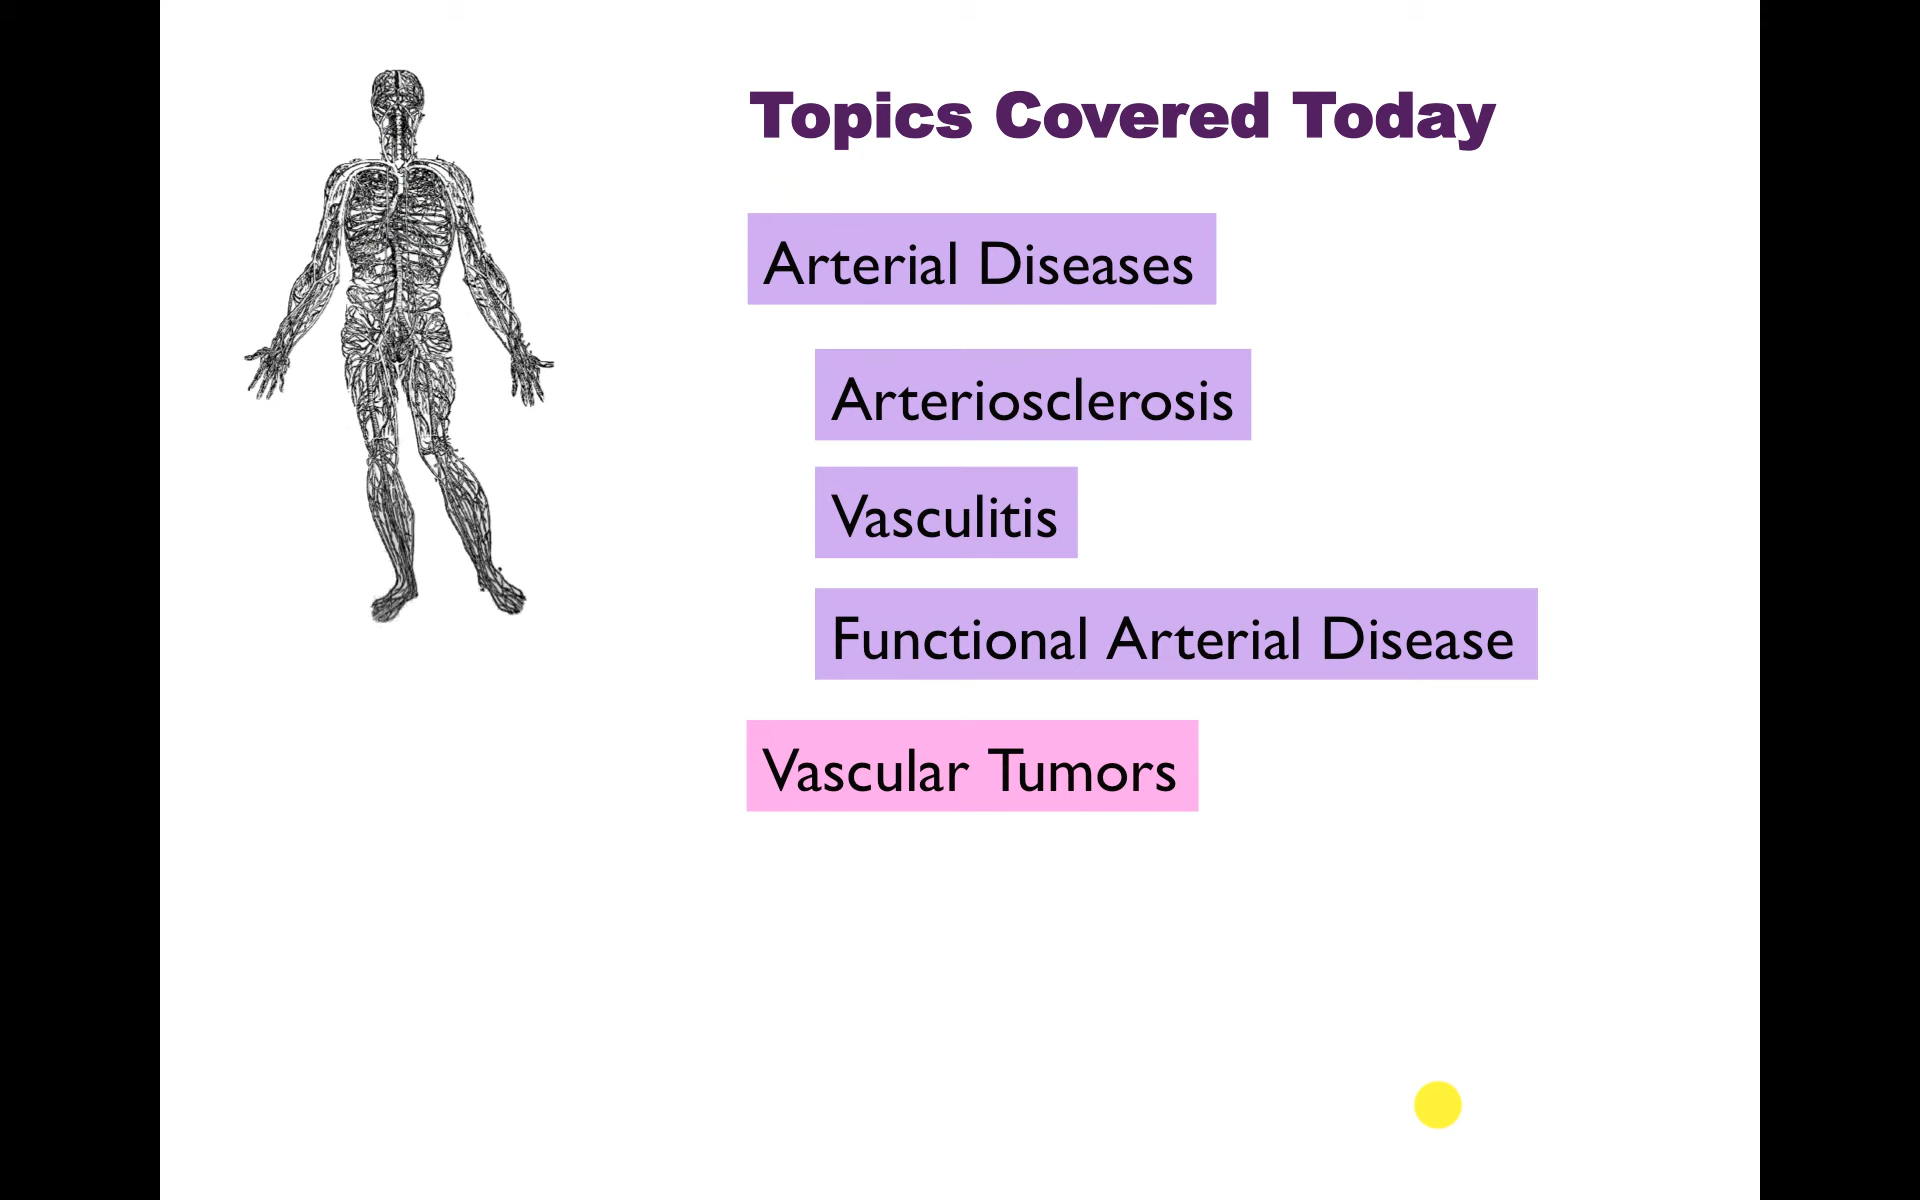 Topics Covered Today
Arterial Diseases
Arteriosclerosis
Vasculitis
Functional Arterial Disease
Vascular Tumors